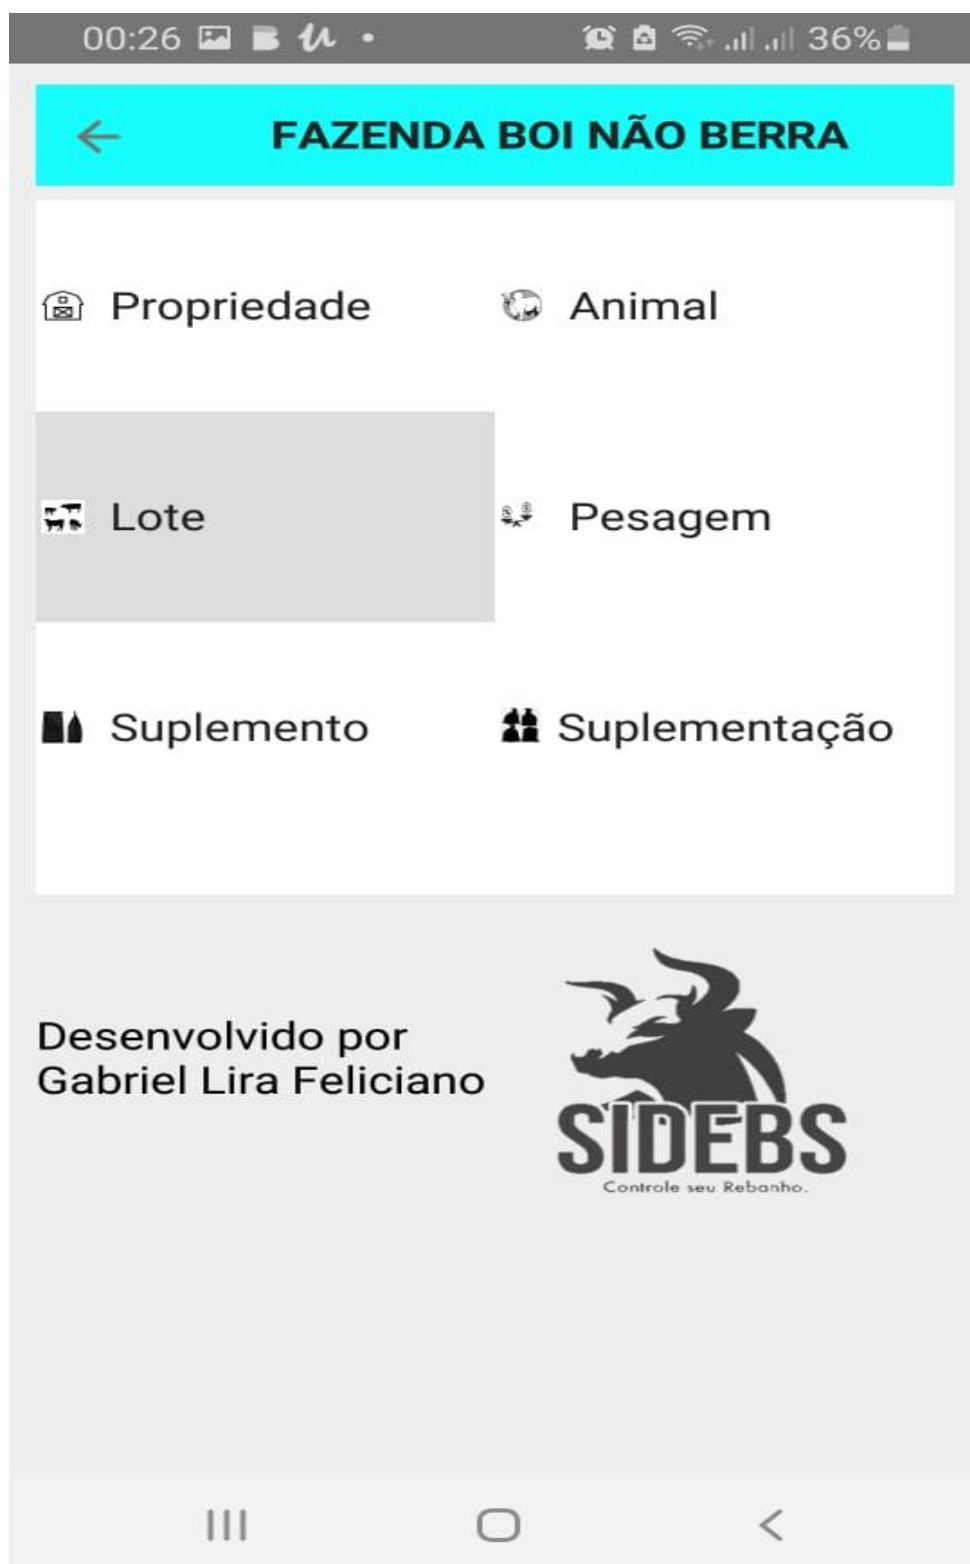 00:26
36%
FAZENDA BOI NÃO BERRA
Propriedade
Animal
Lote
Pesagem
Suplemento
Suplementação
Desenvolvido por
Gabriel Lira Feliciano
SIDEBS
Controle seu Rebanho.